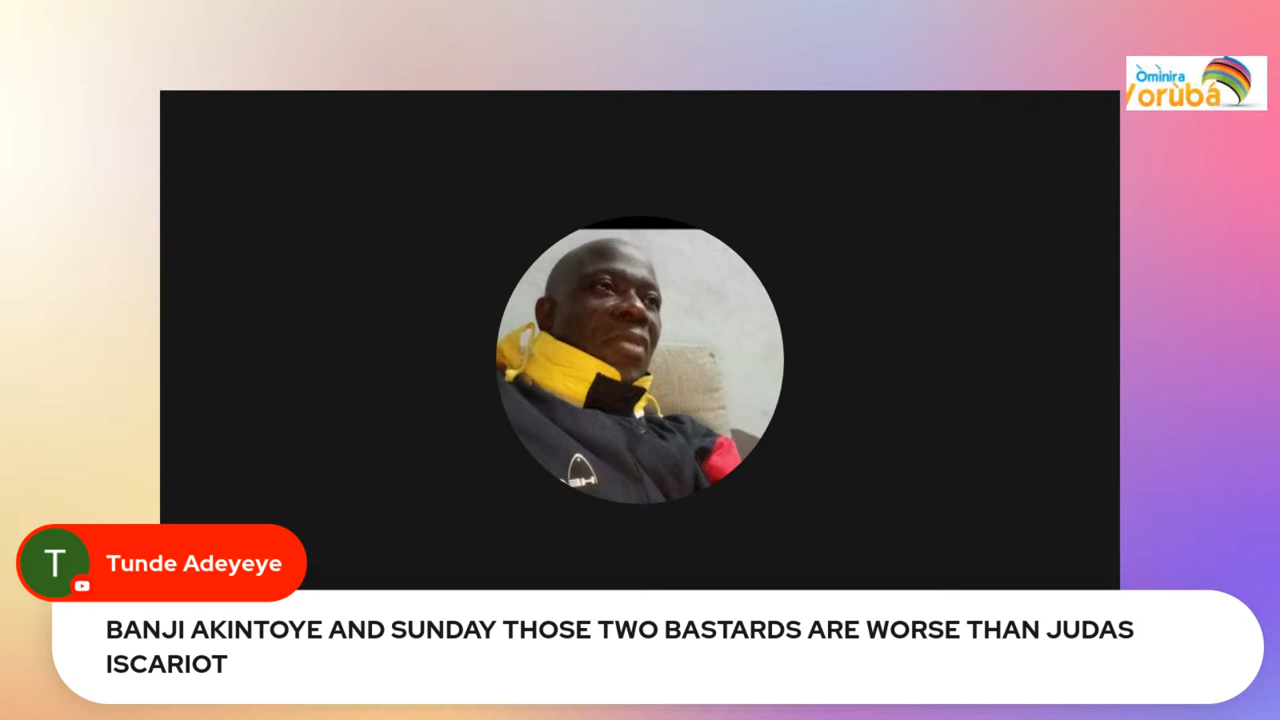 Òmìnira
Yorùbá
T
Tunde Adeyeye
BANJI AKINTOYE AND SUNDAY THOSE TWO BASTARDS ARE WORSE THAN JUDAS
ISCARIOT